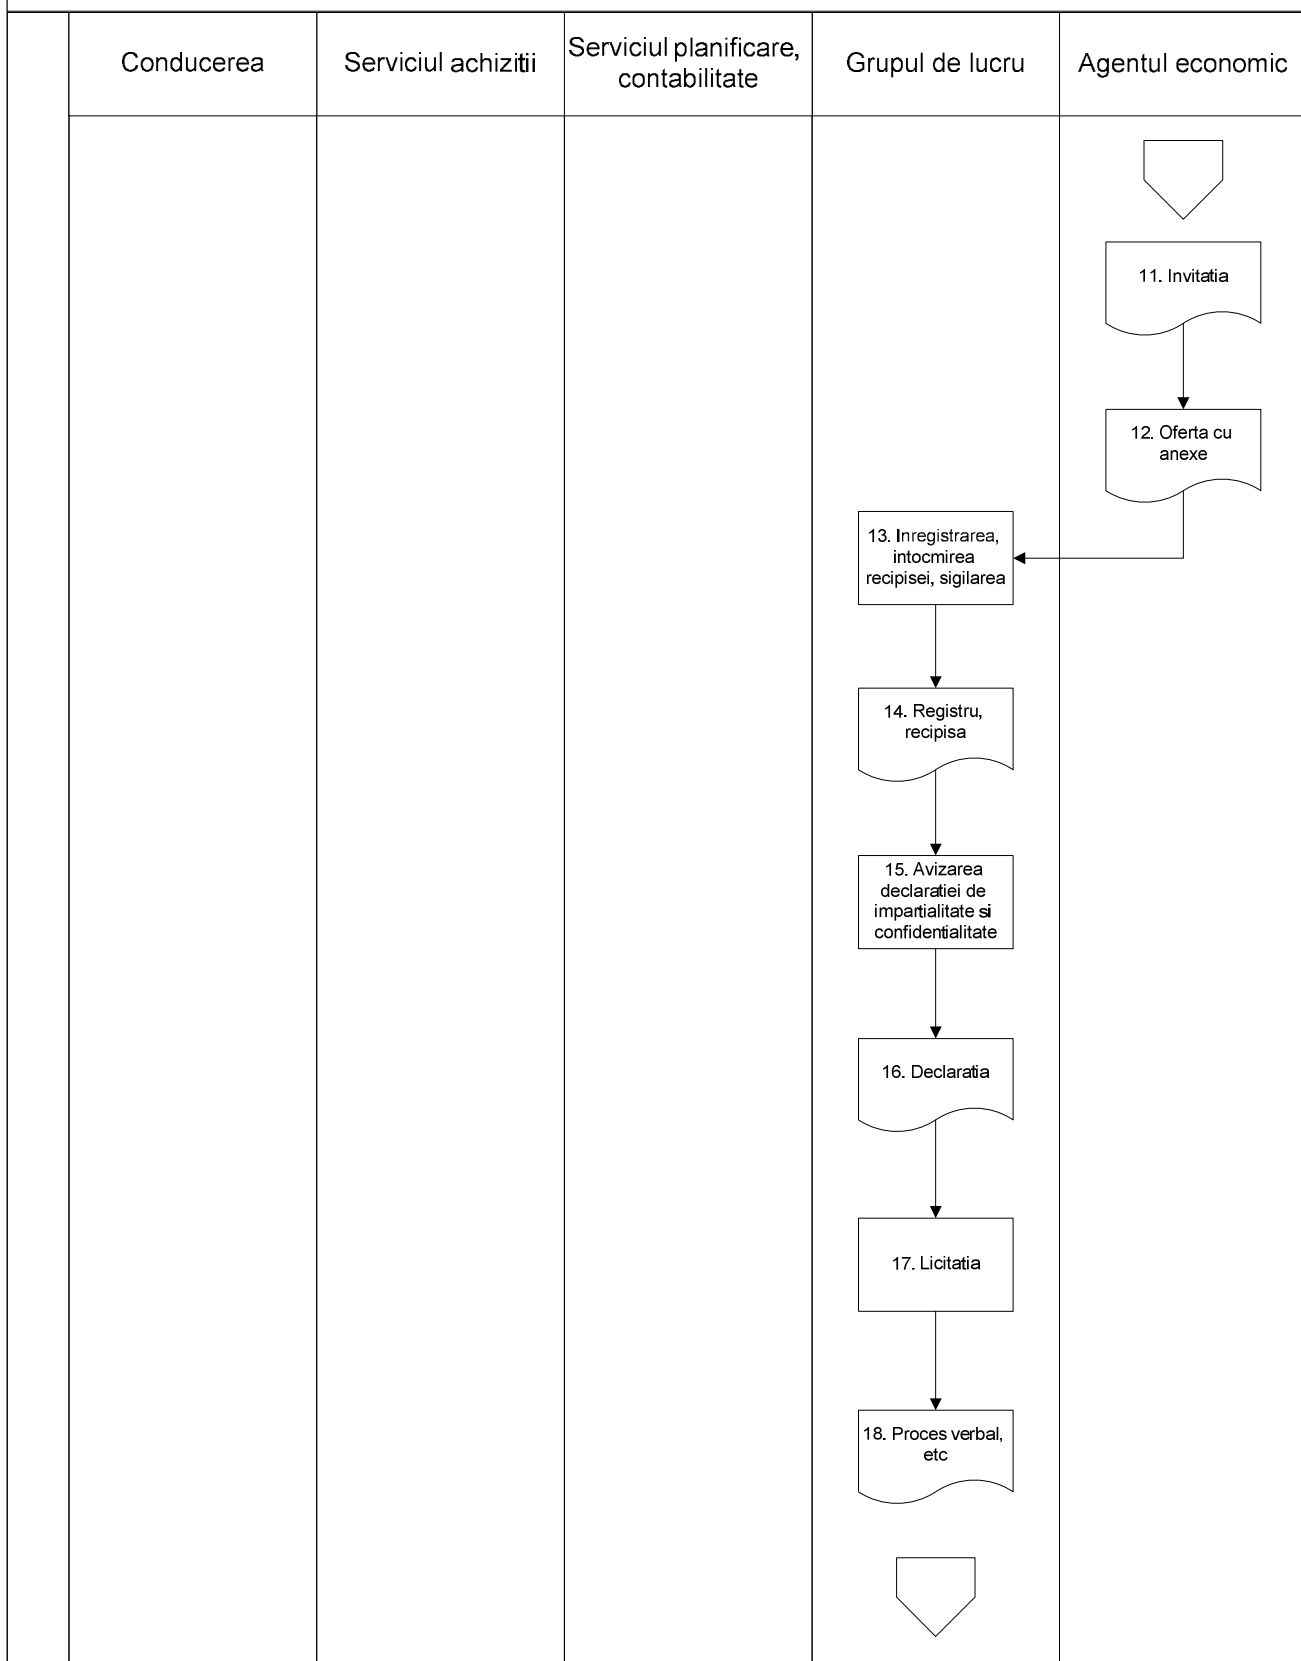 Conducerea
Serviciul achizitii
Serviciul planificare,
contabilitate
Grupul de lucru
Agentul economic
11. Invitatia
12. Oferta cu
anexe
13. Inregistrarea,
intocmirea
recipisei, sigilarea
14. Registru,
recipisa
15. Avizarea
declaratiei de
impartialitate si
confidentialitate
16. Declaratia
17. Licitatia
18. Proces verbal,
etc